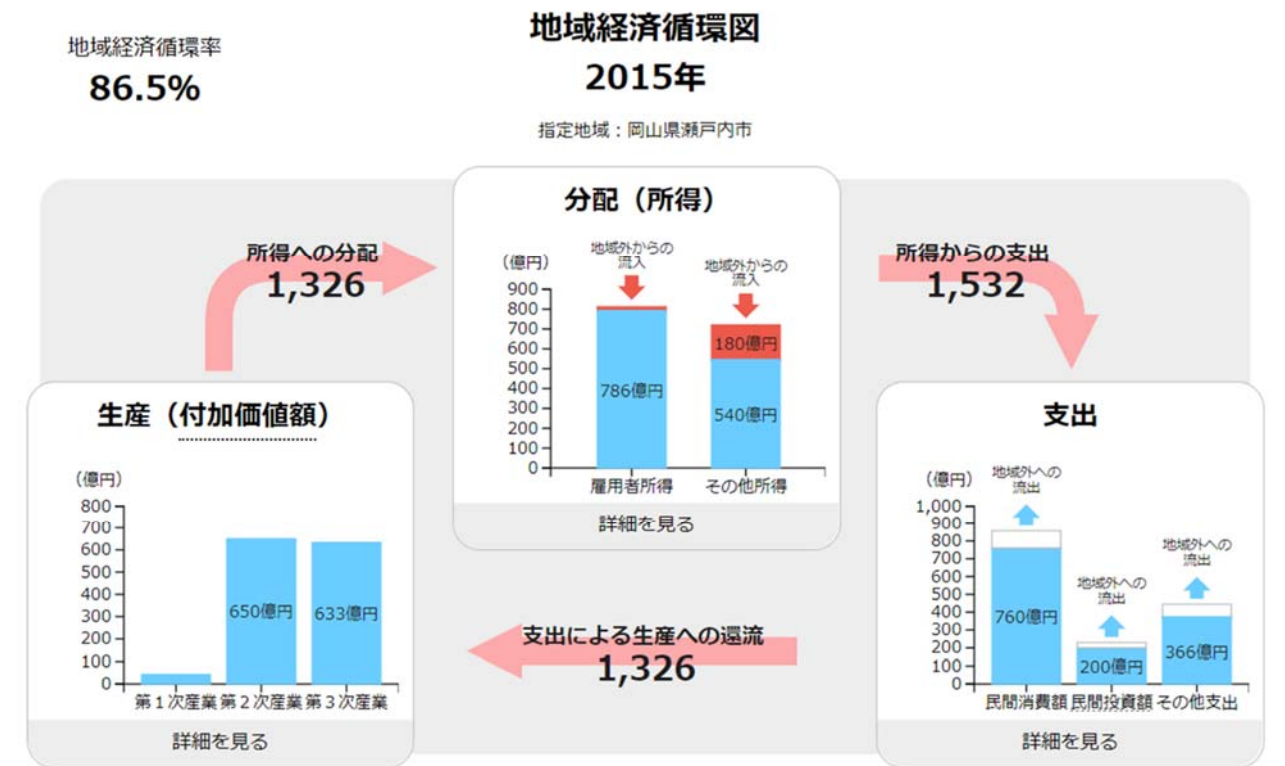 地域経済循環率
86.5%
地域経済循環図
2015年
指定地域：岡山県瀬戸内市
所得への分配
1,326
分配（所得）
（億円）
地域外からの
流入
地域外からの
流入
900
800
700
600
500
400
300
200
100
0
180億円
786億円
540億円
雇用者所得
その他所得
詳細を見る
所得からの支出
1,532
生産（付加価値額）
（億円）
800
700
600
500
400
300
200
100
0
650億円
633億円
第１次産業
第２次産業
第３次産業
詳細を見る
支出による生産への還流
1,326
支出
（億円）
地域外への
流出
地域外への
流出
地域外への
流出
1,000
900
800
700
600
500
400
300
200
100
0
760億円
200億円
366億円
民間消費額
民間投資額
その他支出
詳細を見る